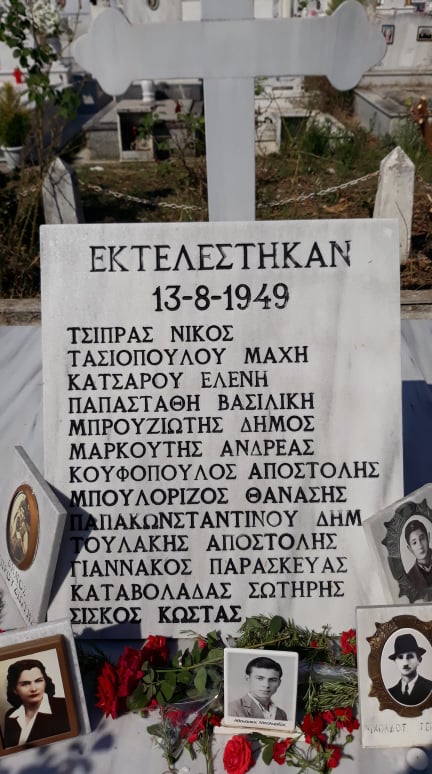 ΕΚΤΕΛΕΣΤΗΚΑΝ
13-8-1949
ΤΣΙΠΡΑΣ ΝΙΚΟΣ
ΤΑΣΙΟΠΟΥΛΟΥ ΜΑΧΗ
ΚΑΤΣΑΡΟΥ ΕΛΕΝΗ
ΠΑΠΑΣΤΑΘΗ ΒΑΣΙΛΙΚΗ
ΜΠΡΟΥΖΙΩΤΗΣ ΔΗΜΟΣ
ΜΑΡΚΟΥΤΗΣ ΑΝΔΡΕΑΣ
ΚΟΥΦΟΠΟΥΛΟΣ ΑΠΟΣΤΟΛΗΣ
ΜΠΟΥΛΟΡΙΖΟΣ ΘΑΝΑΣΗΣ
ΠΑΠΑΚΩΝΣΤΑΝΤΙΝΟΥ ΔΗΜ
ΤΟΥΛΑΚΗΣ ΑΠΟΣΤΟΛΗΣ
ΓΙΑΝΝΑΚΟΣ ΠΑΡΑΣΚΕΥΑΣ
ΚΑΤΑΒΟΛΑΔΑΣ ΣΩΤΗΡΗΣ
ΣΙΣΚΟΣ ΚΩΣΤΑΣ